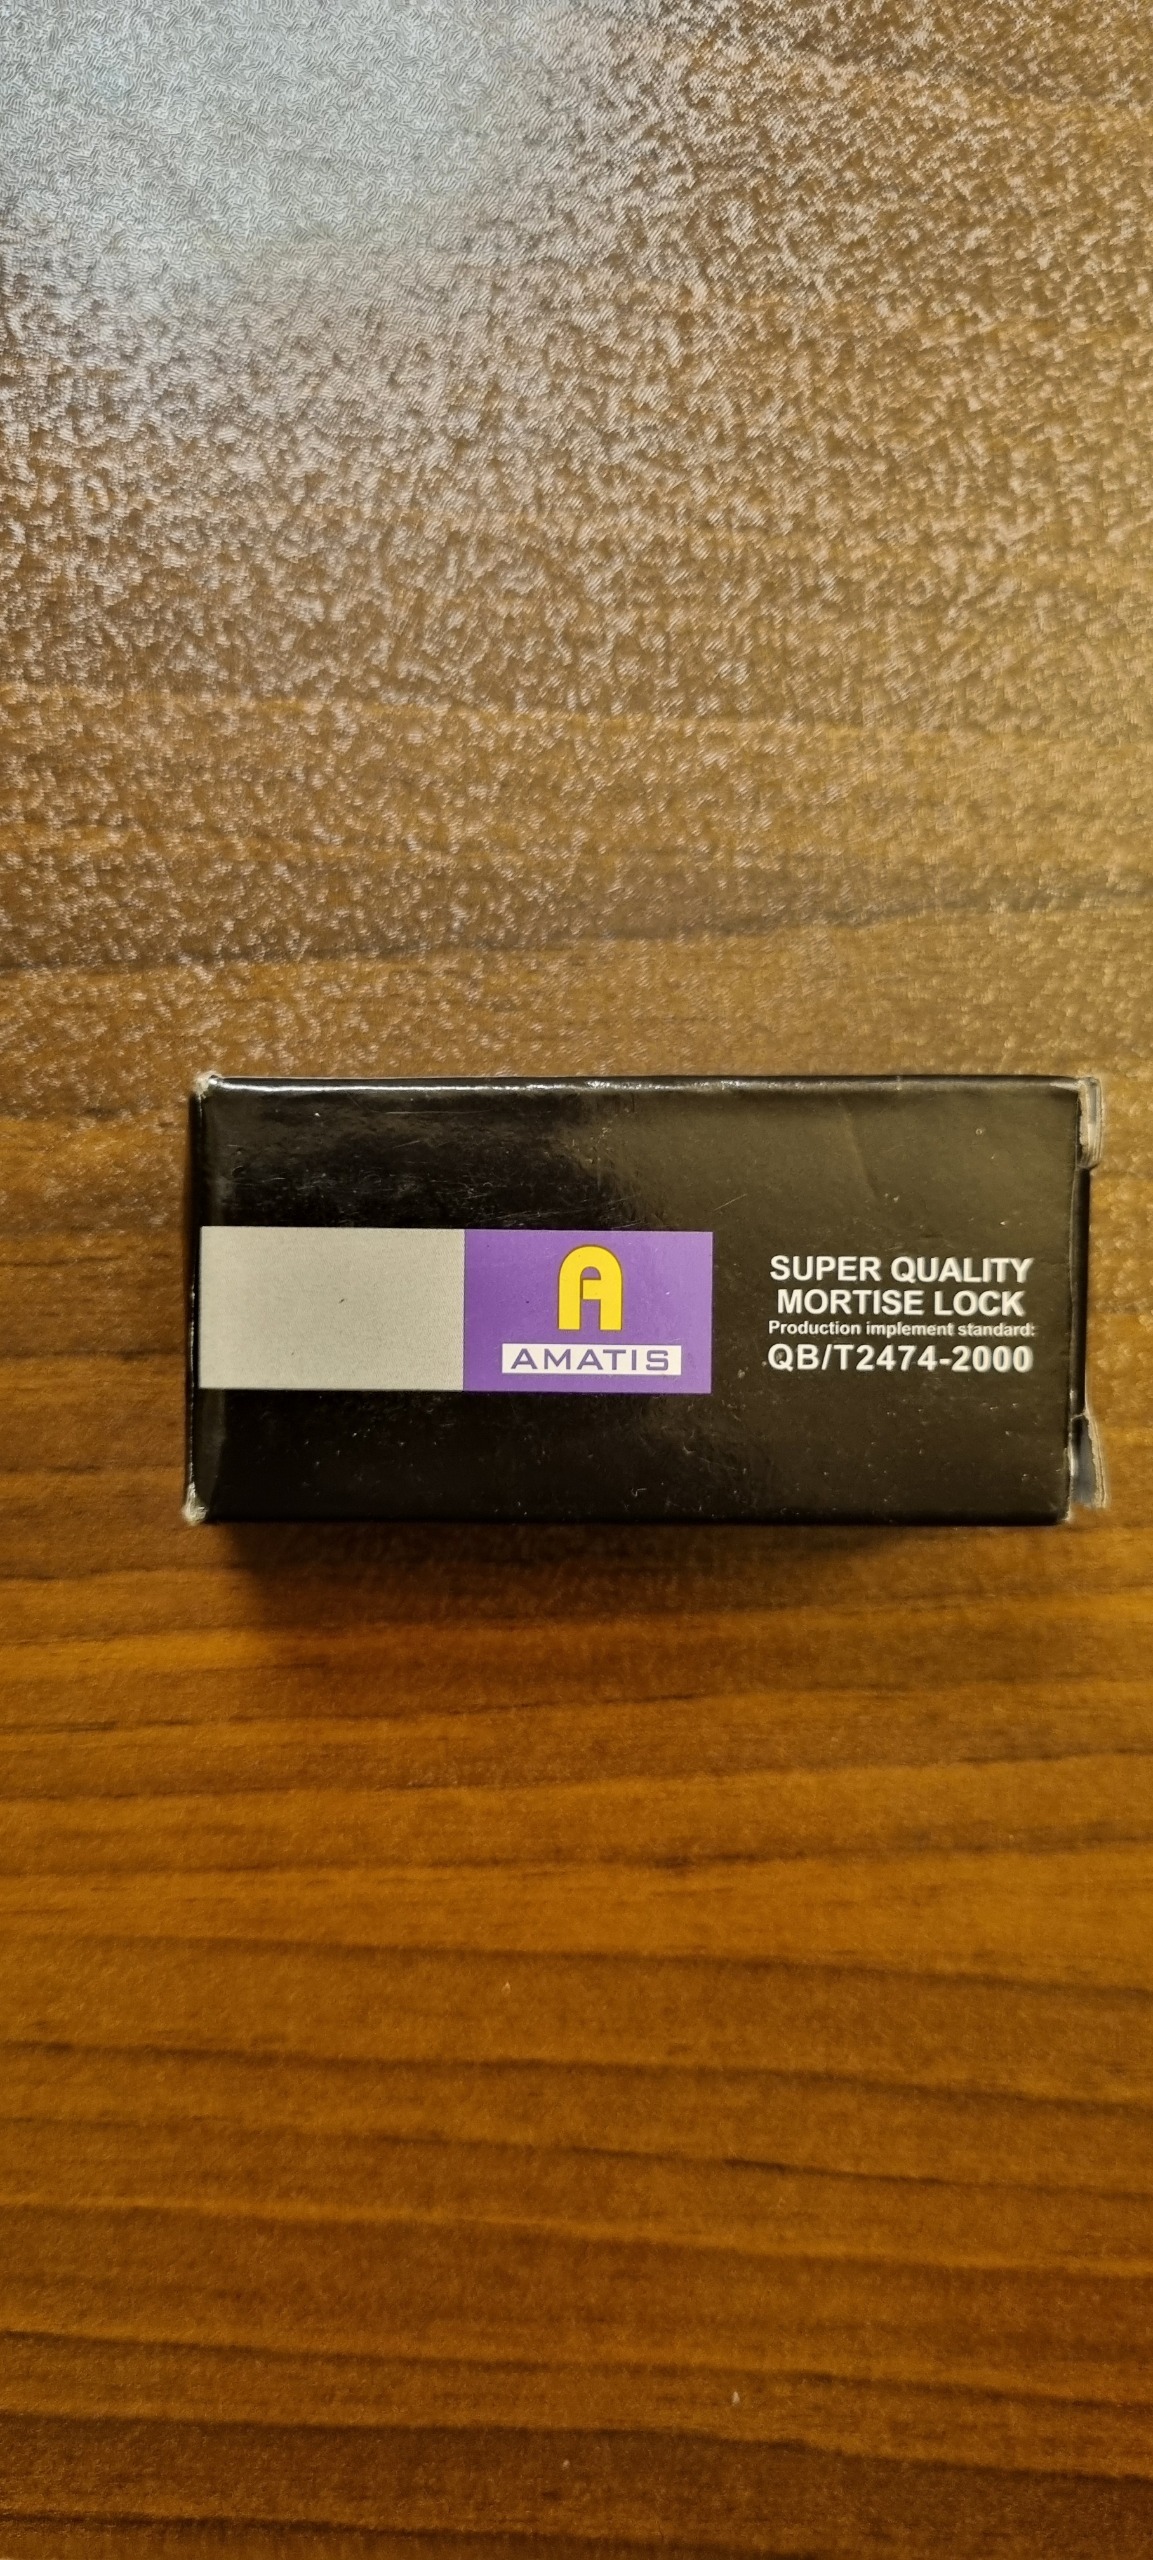 A
AMATIS
SUPER QUALITY
MORTISE LOCK
Production implement standard:
QB/T2474-2000